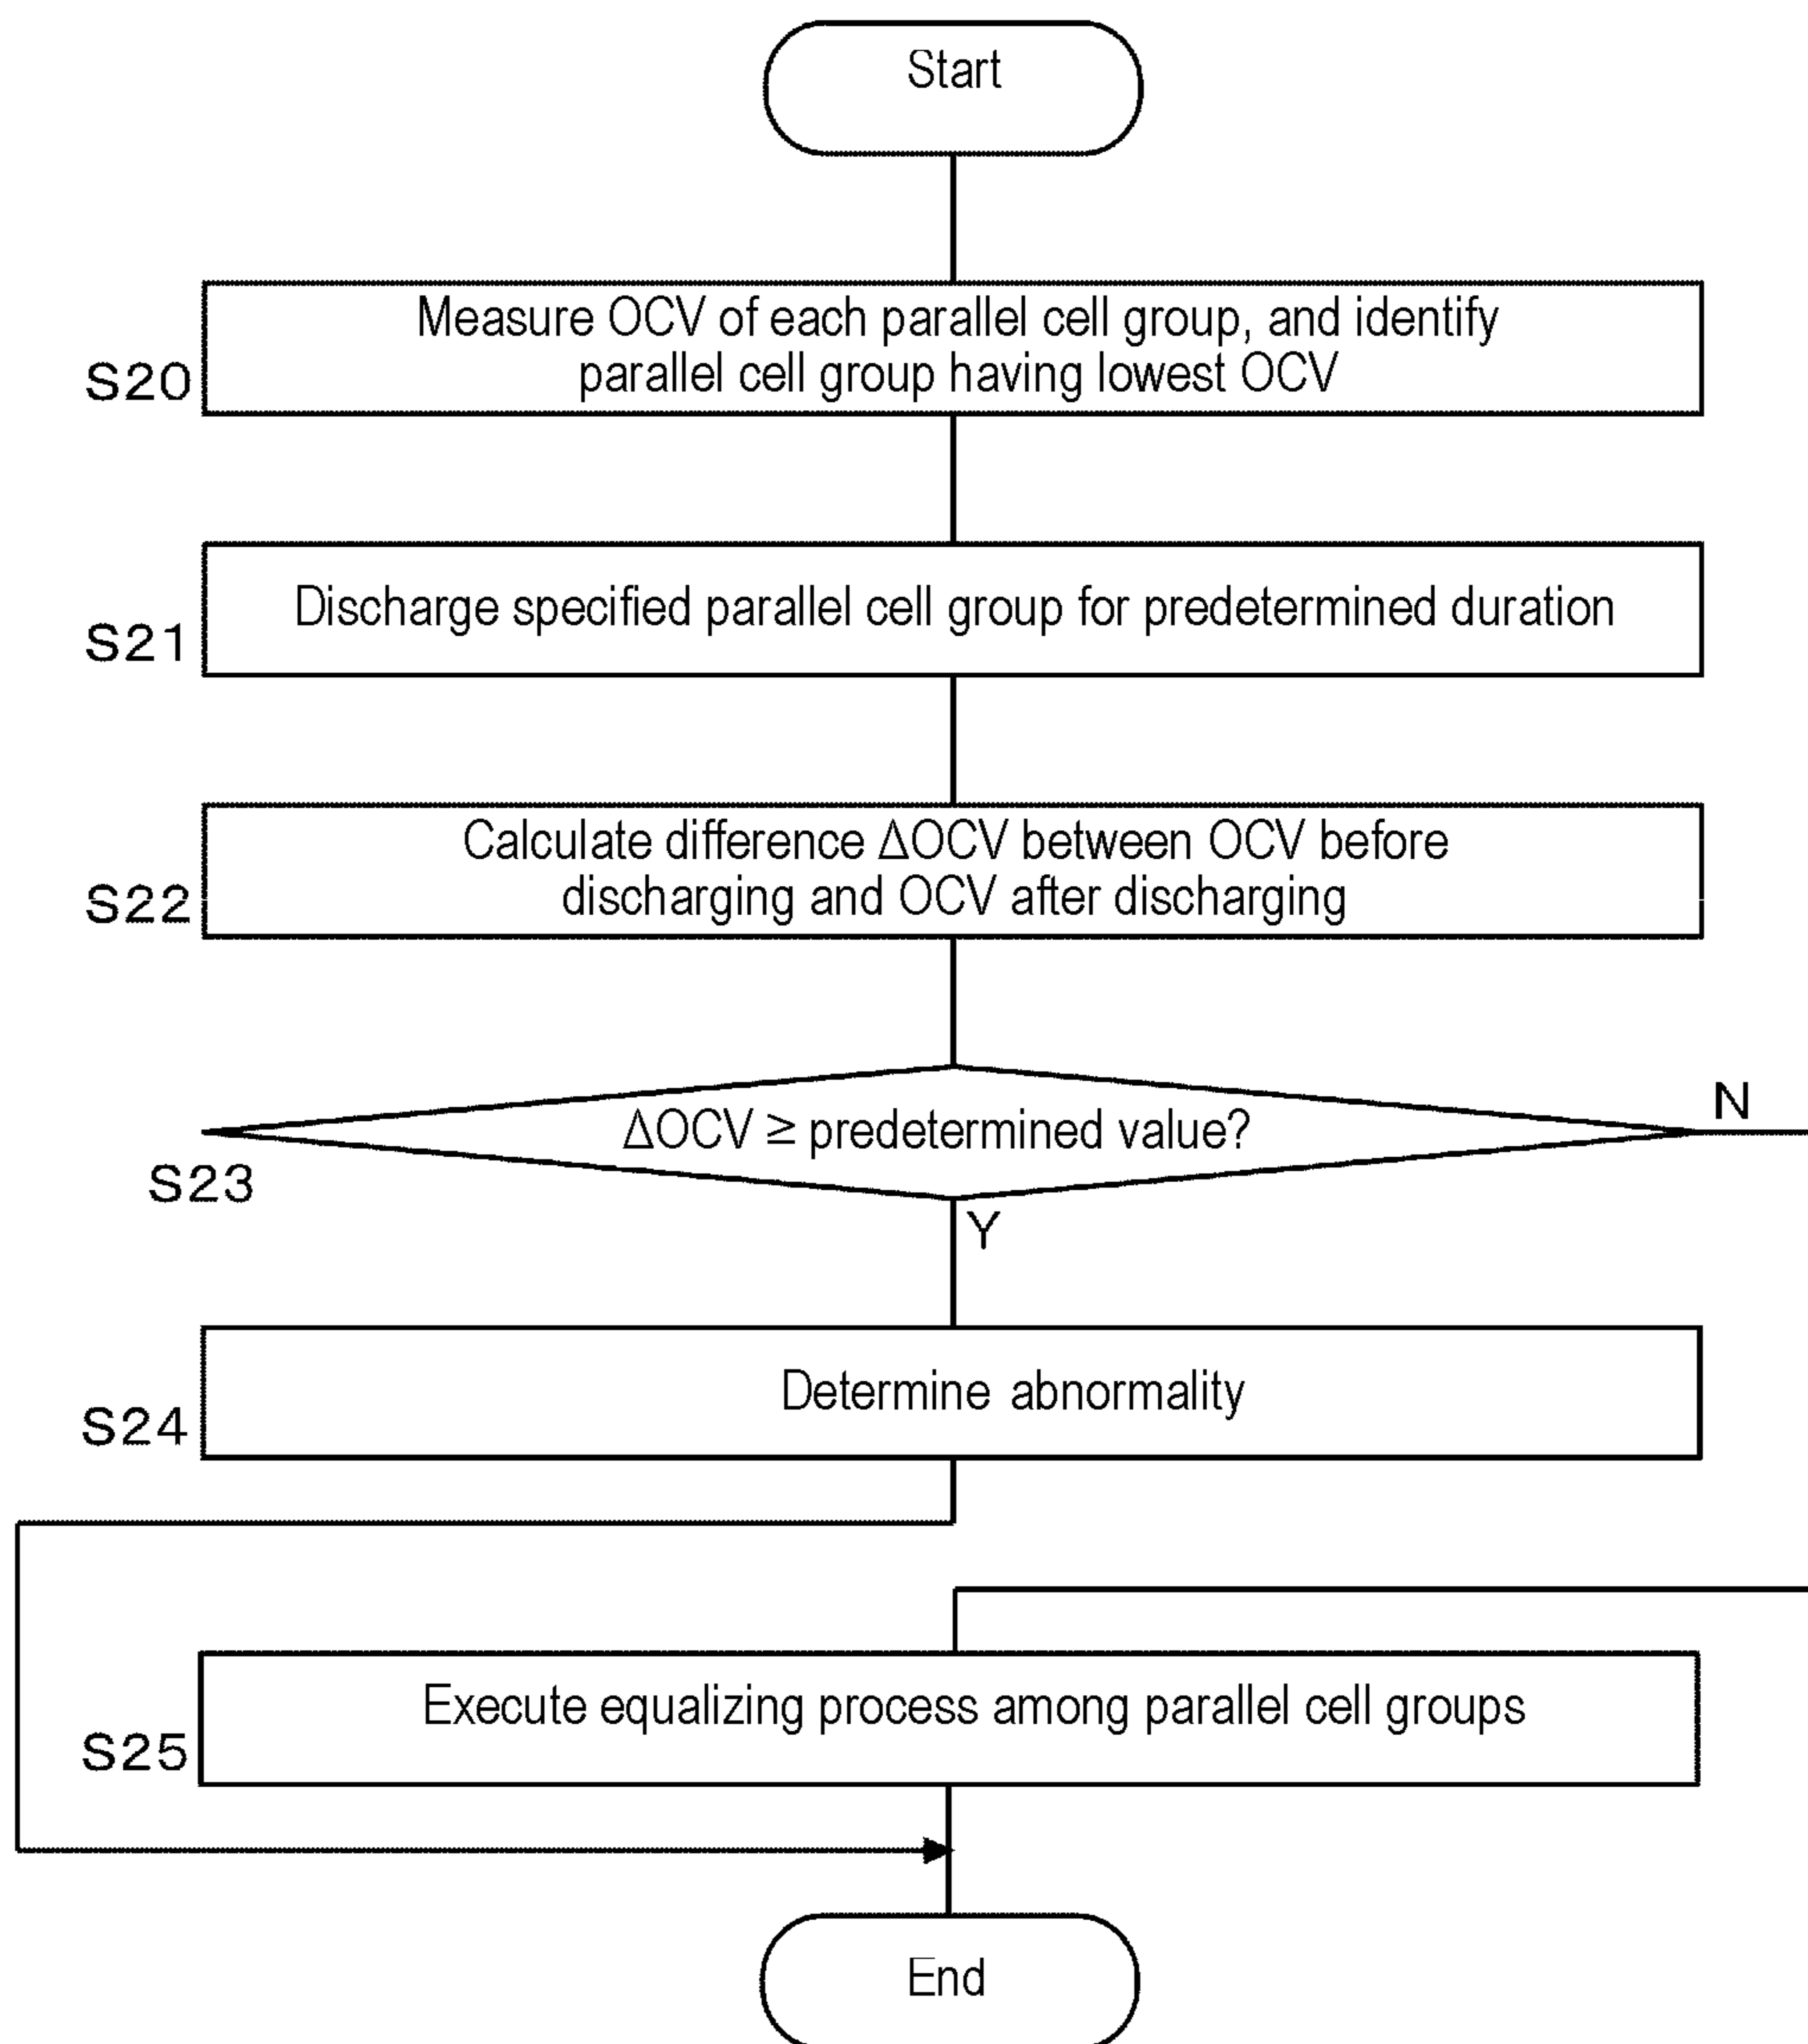 Start
Measure OCV of each parallel cell group, and identify
parallel cell group having lowest OCV
S20
Discharge specified parallel cell group for predetermined duration
S21
Calculate difference ΔOCV between OCV before
discharging and OCV after discharging
S22
N
ΔOCV ≥ predetermined value?
S23
Y
Determine abnormality
S24
Execute equalizing process among parallel cell groups
S25
End